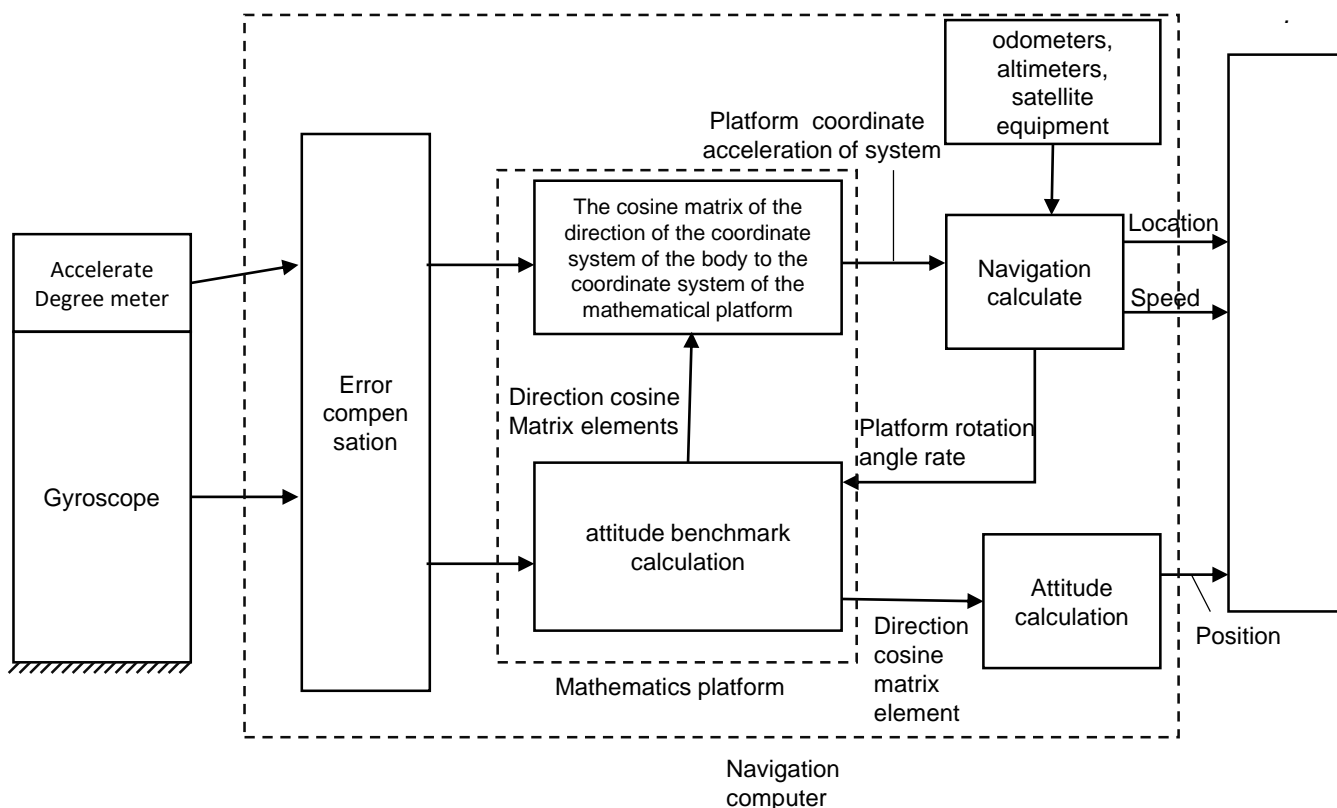 odometers,
altimeters,
satellite
equipment
Platform coordinate
acceleration of system
The cosine matrix of the
direction of the coordinate
system of the body to the
coordinate system of the
mathematical platform
Location
Accelerate
Degree meter
Navigation
calculate
Speed
Error
compen
sation
Direction cosine
Matrix elements
Platform rotation
angle rate
Gyroscope
attitude benchmark
calculation
Attitude
calculation
Direction
cosine
matrix
element
Position
Mathematics platform
Navigation
computer